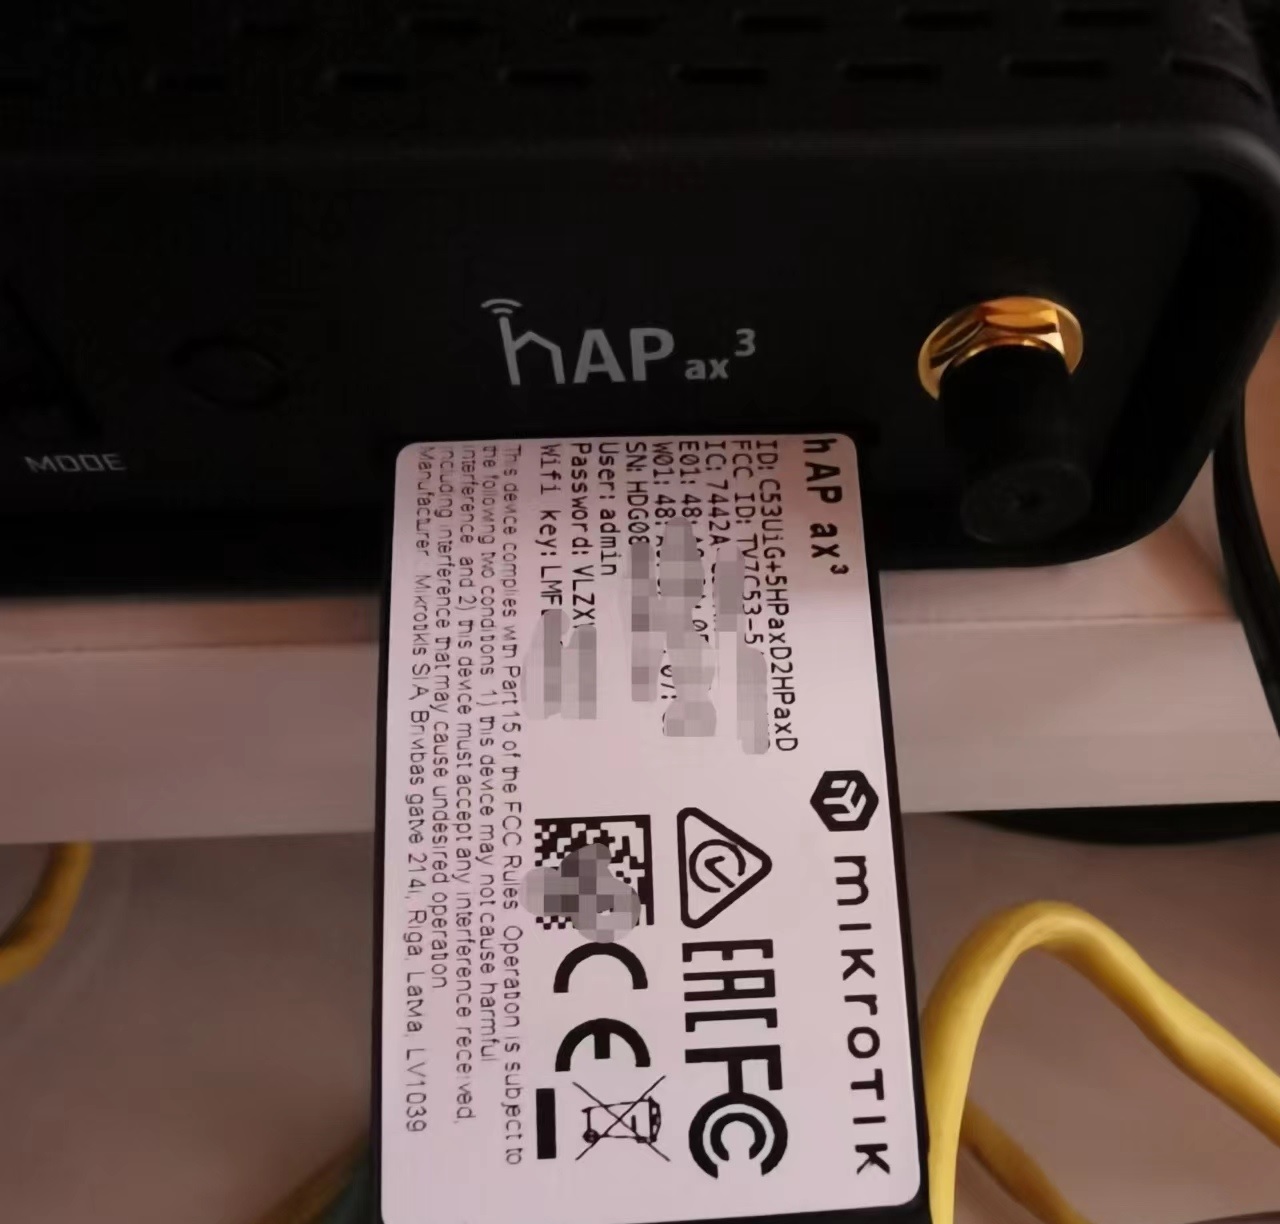 hAP ax³
MODE
hAP ax³
ID: C53UiG+5HPaxD2HPaxD
FCC ID: TV7C53-5
IC: 7442A
E01: 48:
W01: 48:
SN: HDG08
User: admin
Password: VLZX
Wifi key: LMF
This device complies with Part 15 of the FCC Rules. Operation is subject to
the following two conditions: 1) this device may not cause harmful
interference and 2) this device must accept any interference received,
including interference that may cause undesired operation
Manufacturer: Mikrotikls SIA Brivibas gatve 214i, Riga, Latvia, LV1039
mikrotik
EAC
CE
FC